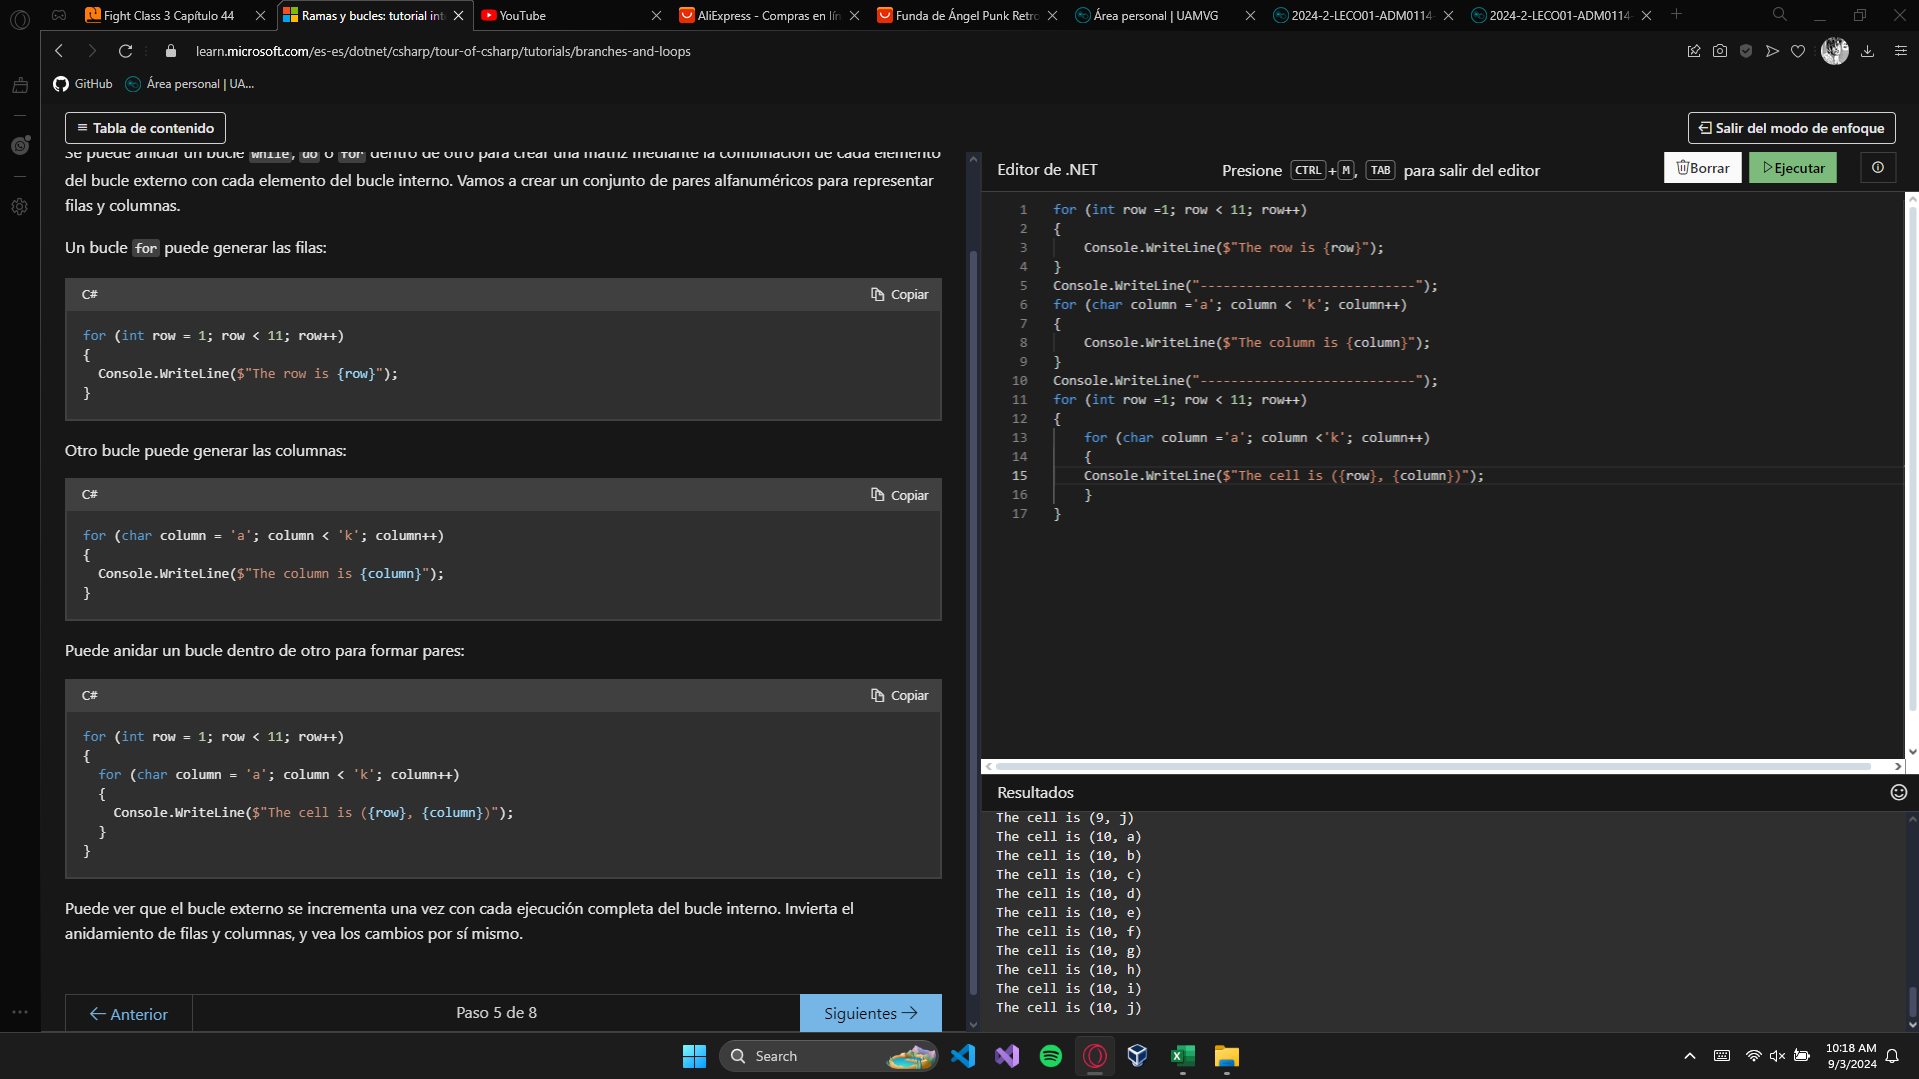 Fight Class 3 Capítulo 44
Ramas y bucles: tutorial int
YouTube
AliExpress - Compras en lín
Funda de Ángel Punk Retro
Área personal | UAMVG
2024-2-LECO01-ADM0114-
2024-2-LECO01-ADM0114-
learn.microsoft.com/es-es/dotnet/csharp/tour-of-csharp/tutorials/branches-and-loops
GitHub
Área personal | UA...
Tabla de contenido
Salir del modo de enfoque
Se puede anidar un bucle while, do o for dentro de otro para crear una matriz mediante la combinación de cada elemento
del bucle externo con cada elemento del bucle interno. Vamos a crear un conjunto de pares alfanuméricos para representar
filas y columnas.
Un bucle for puede generar las filas:
C#
Copiar
for (int row = 1; row < 11; row++)
{
  Console.WriteLine($"The row is {row}");
}
Otro bucle puede generar las columnas:
C#
Copiar
for (char column = 'a'; column < 'k'; column++)
{
  Console.WriteLine($"The column is {column}");
}
Puede anidar un bucle dentro de otro para formar pares:
C#
Copiar
for (int row = 1; row < 11; row++)
{
  for (char column = 'a'; column < 'k'; column++)
  {
    Console.WriteLine($"The cell is ({row}, {column})");
  }
}
Puede ver que el bucle externo se incrementa una vez con cada ejecución completa del bucle interno. Invierta el
anidamiento de filas y columnas, y vea los cambios por sí mismo.
Anterior
Paso 5 de 8
Siguientes
Editor de .NET
Presione CTRL + M, TAB para salir del editor
Borrar
Ejecutar
1 for (int row =1; row < 11; row++)
2 {
3     Console.WriteLine($"The row is {row}");
4 }
5 Console.WriteLine("----------------------------");
6 for (char column ='a'; column < 'k'; column++)
7 {
8     Console.WriteLine($"The column is {column}");
9 }
10 Console.WriteLine("----------------------------");
11 for (int row =1; row < 11; row++)
12 {
13     for (char column ='a'; column <'k'; column++)
14     {
15     Console.WriteLine($"The cell is ({row}, {column})");
16     }
17 }
Resultados
The cell is (9, j)
The cell is (10, a)
The cell is (10, b)
The cell is (10, c)
The cell is (10, d)
The cell is (10, e)
The cell is (10, f)
The cell is (10, g)
The cell is (10, h)
The cell is (10, i)
The cell is (10, j)
Search
10:18 AM
9/3/2024